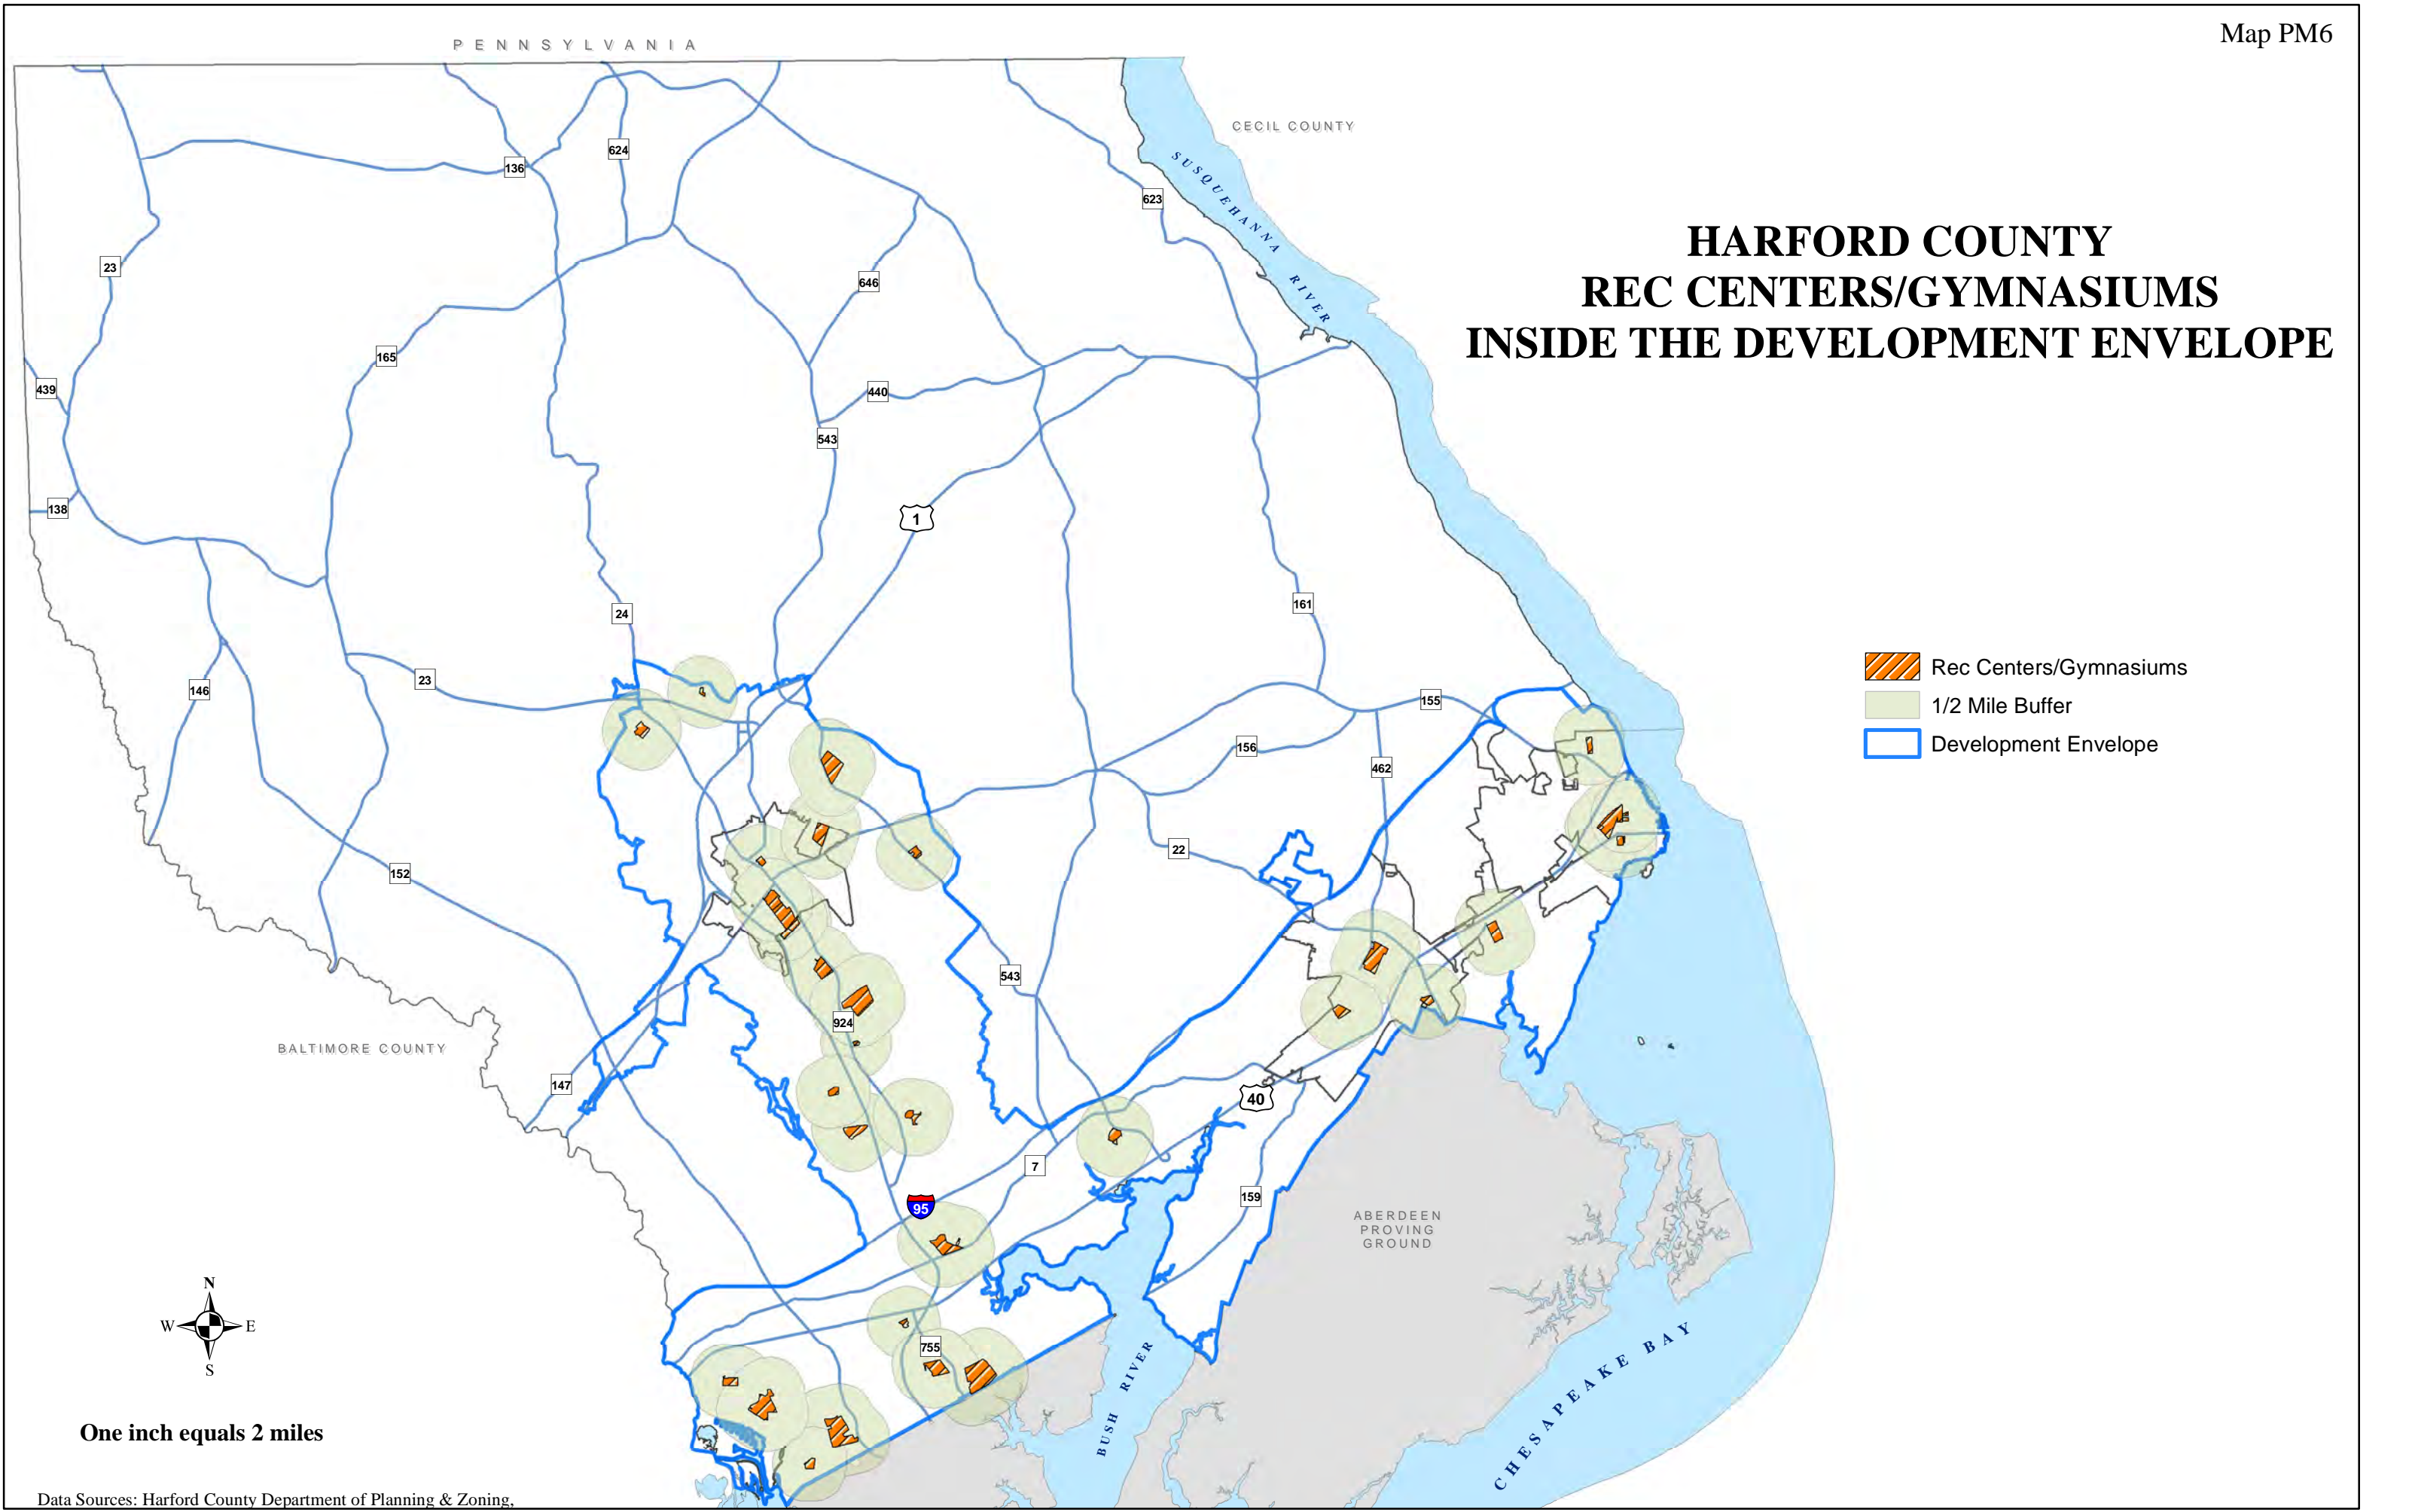 Map PM6
PENNSYLVANIA
CECIL COUNTY
SUSQUEHANNA RIVER
HARFORD COUNTY
REC CENTERS/GYMNASIUMS
INSIDE THE DEVELOPMENT ENVELOPE
136
624
623
23
646
165
439
440
543
138
1
24
161
23
146
155
156
462
22
152
543
924
147
40
7
159
95
755
Rec Centers/Gymnasiums
1/2 Mile Buffer
Development Envelope
BALTIMORE COUNTY
ABERDEEN
PROVING
GROUND
BUSH RIVER
CHESAPEAKE BAY
N
W
E
S
One inch equals 2 miles
Data Sources: Harford County Department of Planning & Zoning,